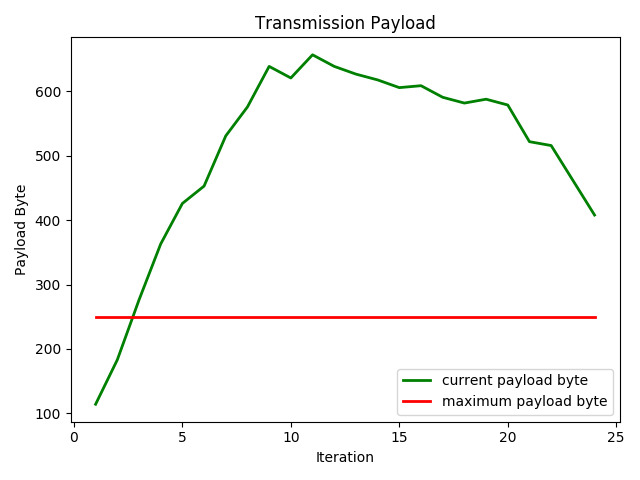 Transmission Payload
Payload Byte
600
500
400
300
200
100
0
5
10
15
20
25
Iteration
current payload byte
maximum payload byte